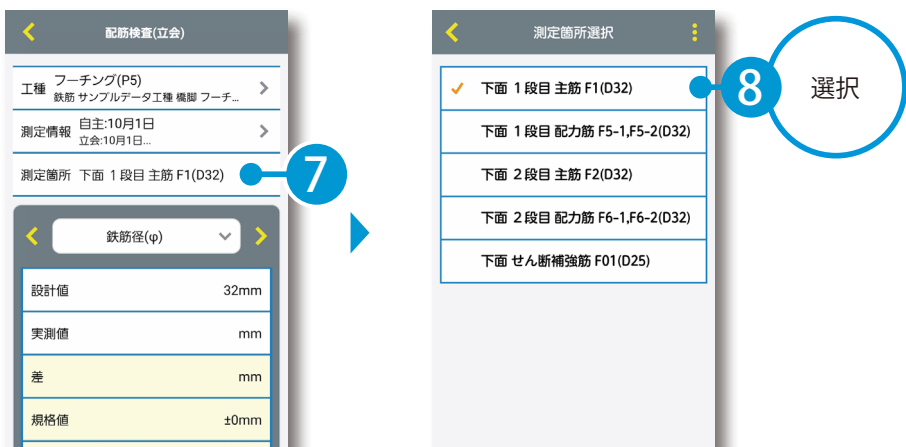 配筋検査(立会)
工種 フーチング(P5)
鉄筋 サンプルデータ工種 橋脚 フーチ...
測定情報 自主:10月1日
立会:10月1日...
測定箇所 下面 1段目 主筋 F1(D32)
7
鉄筋径(φ)
設計値 32mm
実測値 mm
差 mm
規格値 ±0mm
測定箇所選択
下面 1段目 主筋 F1(D32)
8
選択
下面 1段目 配力筋 F5-1,F5-2(D32)
下面 2段目 主筋 F2(D32)
下面 2段目 配力筋 F6-1,F6-2(D32)
下面 せん断補強筋 F01(D25)